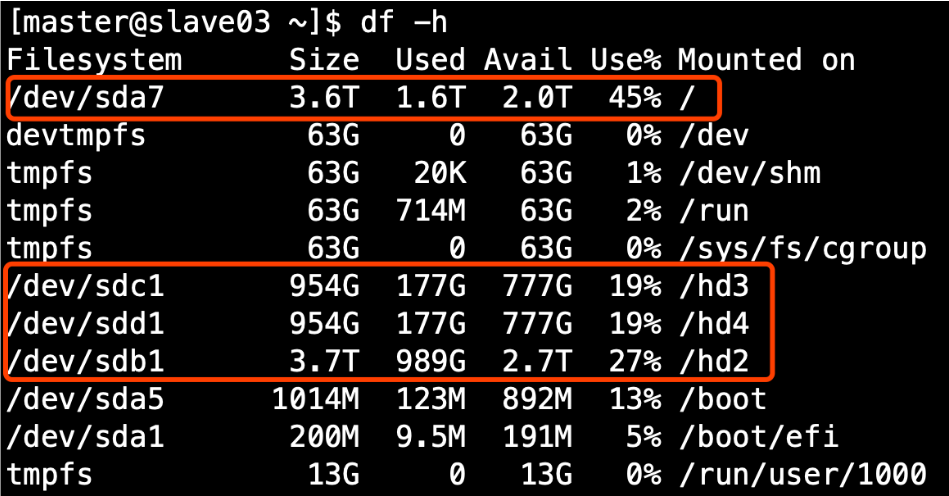 [master@slave03 ~]$ df -h
Filesystem      Size  Used Avail Use% Mounted on
/dev/sda7       3.6T  1.6T  2.0T  45% /
devtmpfs         63G     0   63G   0% /dev
tmpfs            63G   20K   63G   1% /dev/shm
tmpfs            63G  714M   63G   2% /run
tmpfs            63G     0   63G   0% /sys/fs/cgroup
/dev/sdc1       954G  177G  777G  19% /hd3
/dev/sdd1       954G  177G  777G  19% /hd4
/dev/sdb1       3.7T  989G  2.7T  27% /hd2
/dev/sda5      1014M  123M  892M  13% /boot
/dev/sda1       200M  9.5M  191M   5% /boot/efi
tmpfs            13G     0   13G   0% /run/user/1000